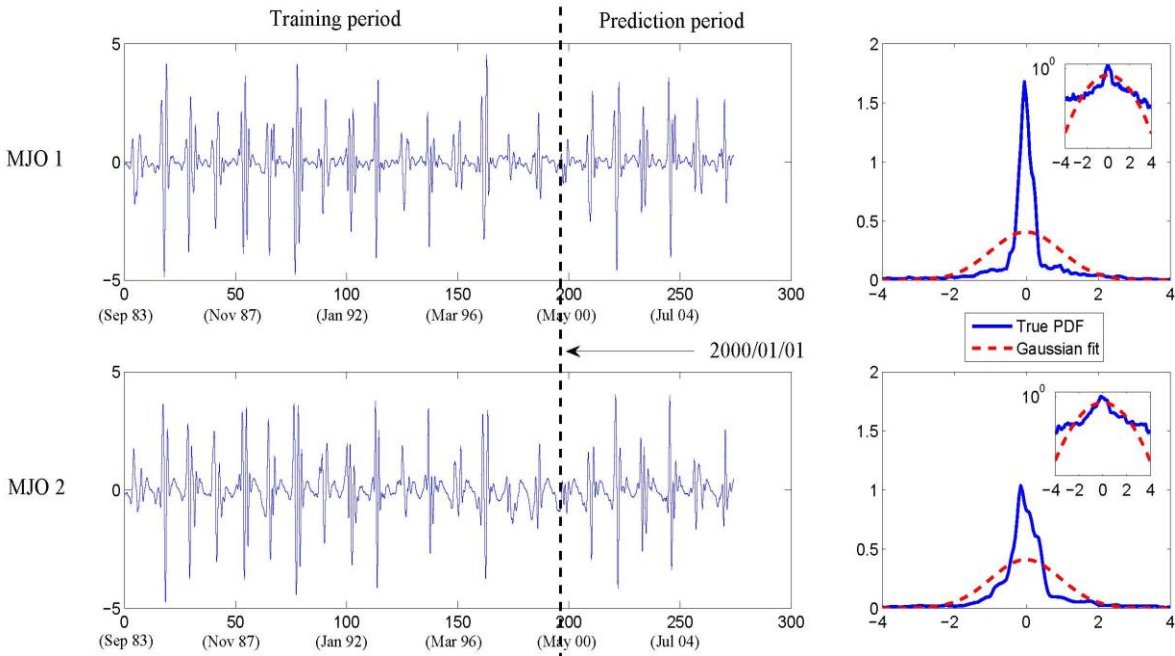 Training period
Prediction period
MJO 1
5
0
−5
0 50 100 150 200 250 300
(Sep 83) (Nov 87) (Jan 92) (Mar 96) (May 00) (Jul 04)
2
1.5
1
0.5
0
−4 −2 0 2 4
10^0
−4 −2 0 2 4
True PDF
Gaussian fit
2000/01/01
MJO 2
5
0
−5
0 50 100 150 200 250 300
(Sep 83) (Nov 87) (Jan 92) (Mar 96) (May 00) (Jul 04)
2
1.5
1
0.5
0
−4 −2 0 2 4
10^0
−4 −2 0 2 4